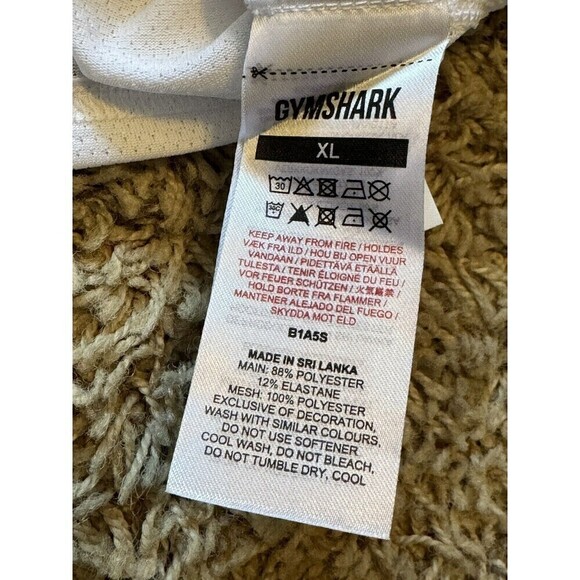 GYMSHARK
XL
30
KEEP AWAY FROM FIRE / HOLDES
VÆK FRA ILD / HOU BIJ OPEN VUUR
VANDAAN / PIDETTÄVÄ ETÄÄLLÄ
TULESTA / TENIR ÉLOIGNÉ DU FEU /
VOR FEUER SCHÜTZEN / 火気厳禁 /
HOLD BORTE FRA FLAMMER /
MANTENER ALEJADO DEL FUEGO /
SKYDDA MOT ELD
B1A5S
MADE IN SRI LANKA
MAIN: 88% POLYESTER
12% ELASTANE
MESH: 100% POLYESTER
EXCLUSIVE OF DECORATION,
WASH WITH SIMILAR COLOURS,
DO NOT USE SOFTENER
COOL WASH, DO NOT BLEACH,
DO NOT TUMBLE DRY, COOL